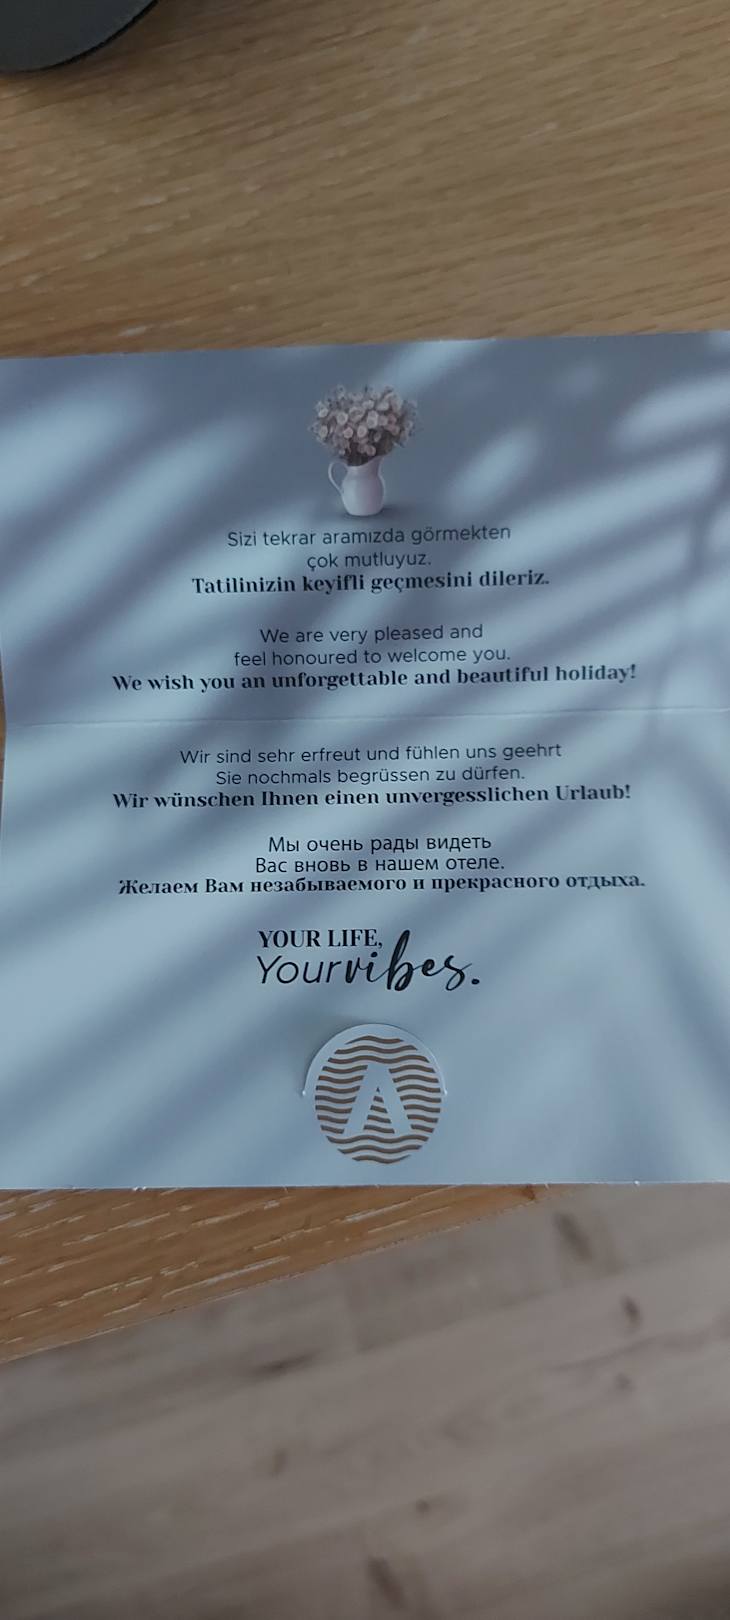 Sizi tekrar aramızda görmekten
çok mutluyuz.
Tatilinizin keyifli geçmesini dileriz.
We are very pleased and
feel honoured to welcome you.
We wish you an unforgettable and beautiful holiday!
Wir sind sehr erfreut und fühlen uns geehrt
Sie nochmals begrüssen zu dürfen.
Wir wünschen Ihnen einen unvergesslichen Urlaub!
Мы очень рады видеть
Вас вновь в нашем отеле.
Желаем Вам незабываемого и прекрасного отдыха.
YOUR LIFE,
Your vibes.
A